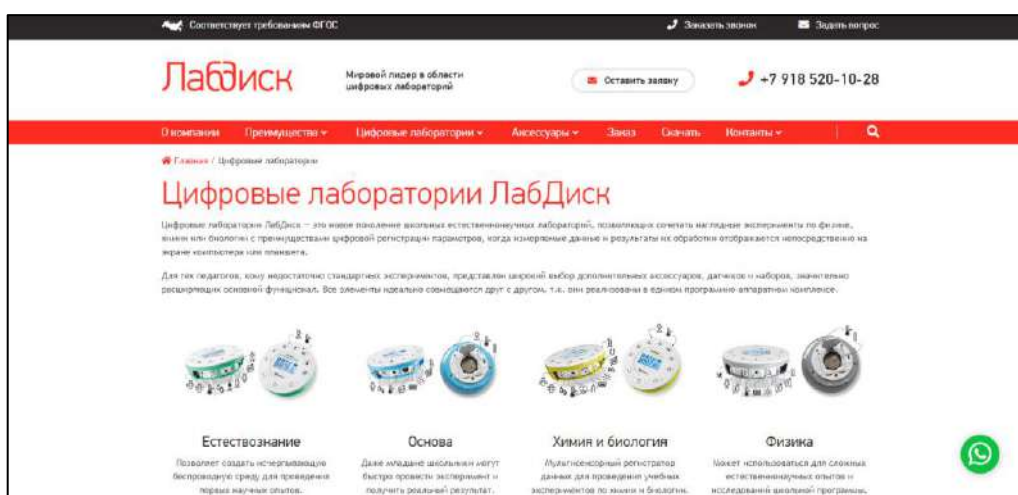 Соответствует требованиям ФГОС
Заказать звонок
Задать вопрос
ЛабДиск
Мировой лидер в области
цифровых лабораторий
Оставить заявку
+7 918 520-10-28
О компании
Преимущества
Цифровые лаборатории
Аксессуары
Заказ
Скачать
Контакты
Главная / Цифровые лаборатории
Цифровые лаборатории ЛабДиск
Цифровые лаборатории ЛабДиск – это новое поколение школьных естественнонаучных лабораторий, позволяющих сочетать наглядные эксперименты по физике,
химии или биологии с преимуществами цифровой регистрации параметров, когда измеряемые данные и результаты их обработки отображаются непосредственно на
экране компьютера или планшета.
Для тех педагогов, кому недостаточно стандартных экспериментов, представлен широкий выбор дополнительных аксессуаров, датчиков и наборов, значительно
расширяющих основной функционал. Все элементы идеально совмещаются друг с другом, т.к. они реализованы в едином программно-аппаратном комплексе.
Естествознание
Позволяет создать исчерпывающую
беспроводную среду для проведения
первых научных опытов.
Основа
Даже младшие школьники могут
быстро провести эксперимент и
получить реальный результат.
Химия и биология
Мультисенсорный регистратор
данных для проведения учебных
экспериментов по химии и биологии.
Физика
Может использоваться для сложных
естественнонаучных опытов и
исследований школьной программы.